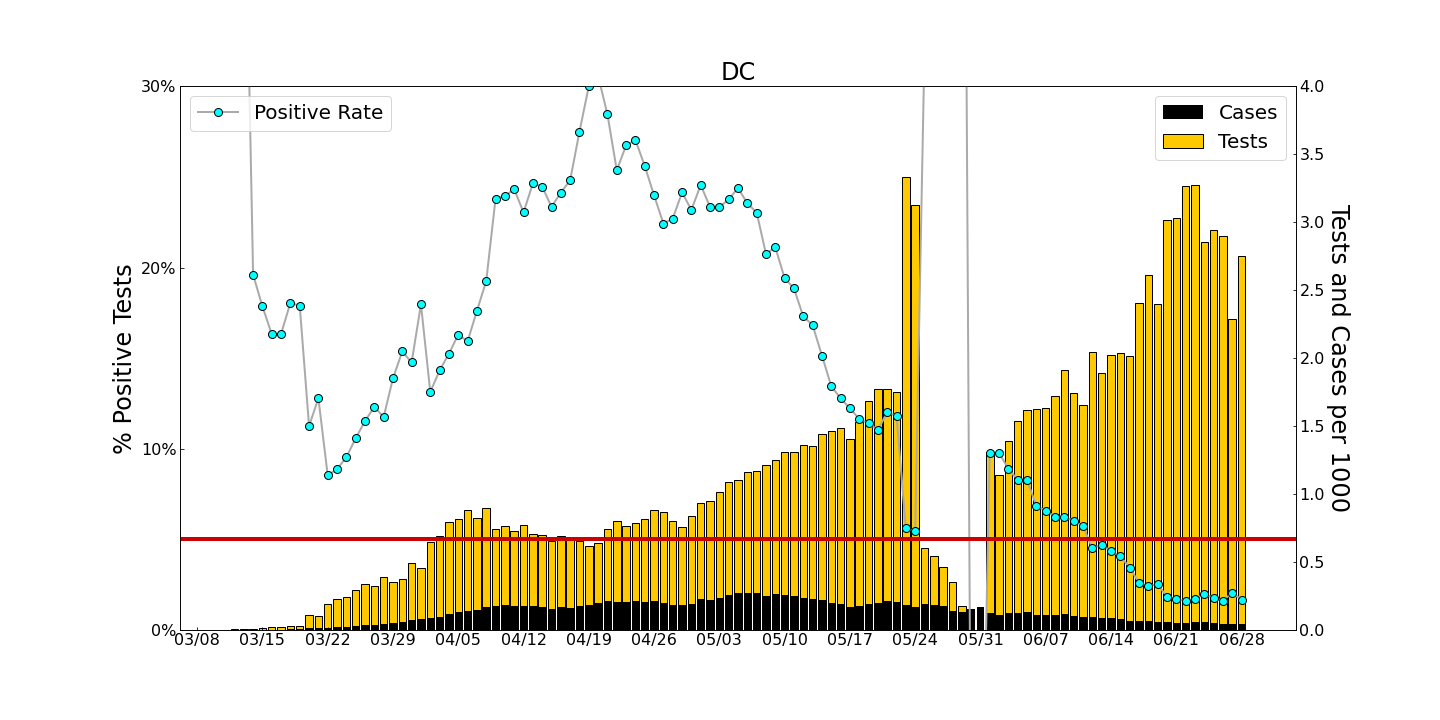 DC
30%
20%
10%
0%
% Positive Tests
Positive Rate
Cases
Tests
4.0
3.5
3.0
2.5
2.0
1.5
1.0
0.5
0.0
Tests and Cases per 1000
03/08 03/15 03/22 03/29 04/05 04/12 04/19 04/26 05/03 05/10 05/17 05/24 05/31 06/07 06/14 06/21 06/28